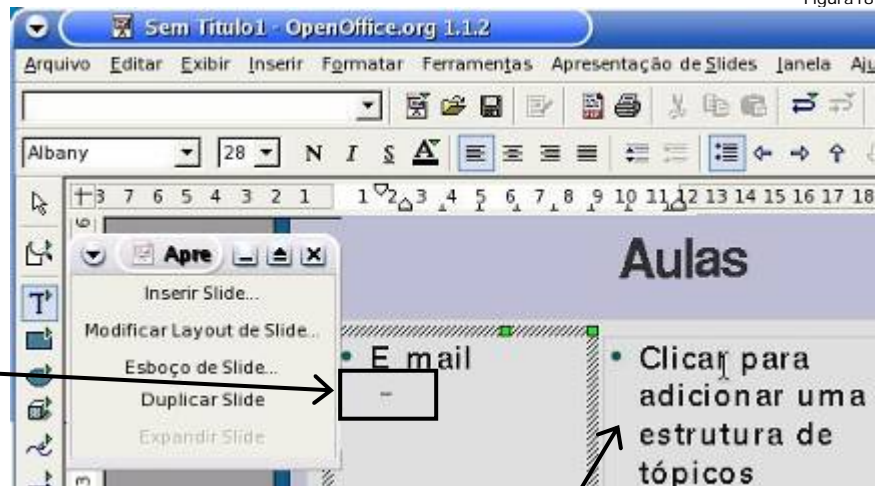 Figura18
Sem Titulo1 - OpenOffice.org 1.1.2
Arquivo Editar Exibir Inserir Formatar Ferramentas Apresentação de Slides Janela
Albany 28 N I S A
3 7 6 5 4 3 2 1 1 2 3 4 5 6 7 8 9 10 11 12 13 14 15 16 17 18
Apre
Inserir Slide...
Modificar Layout de Slide...
Esboço de Slide...
Duplicar Slide
Expandir Slide
Aulas
• E mail
–
• Clicar para
adicionar uma
estrutura de
tópicos